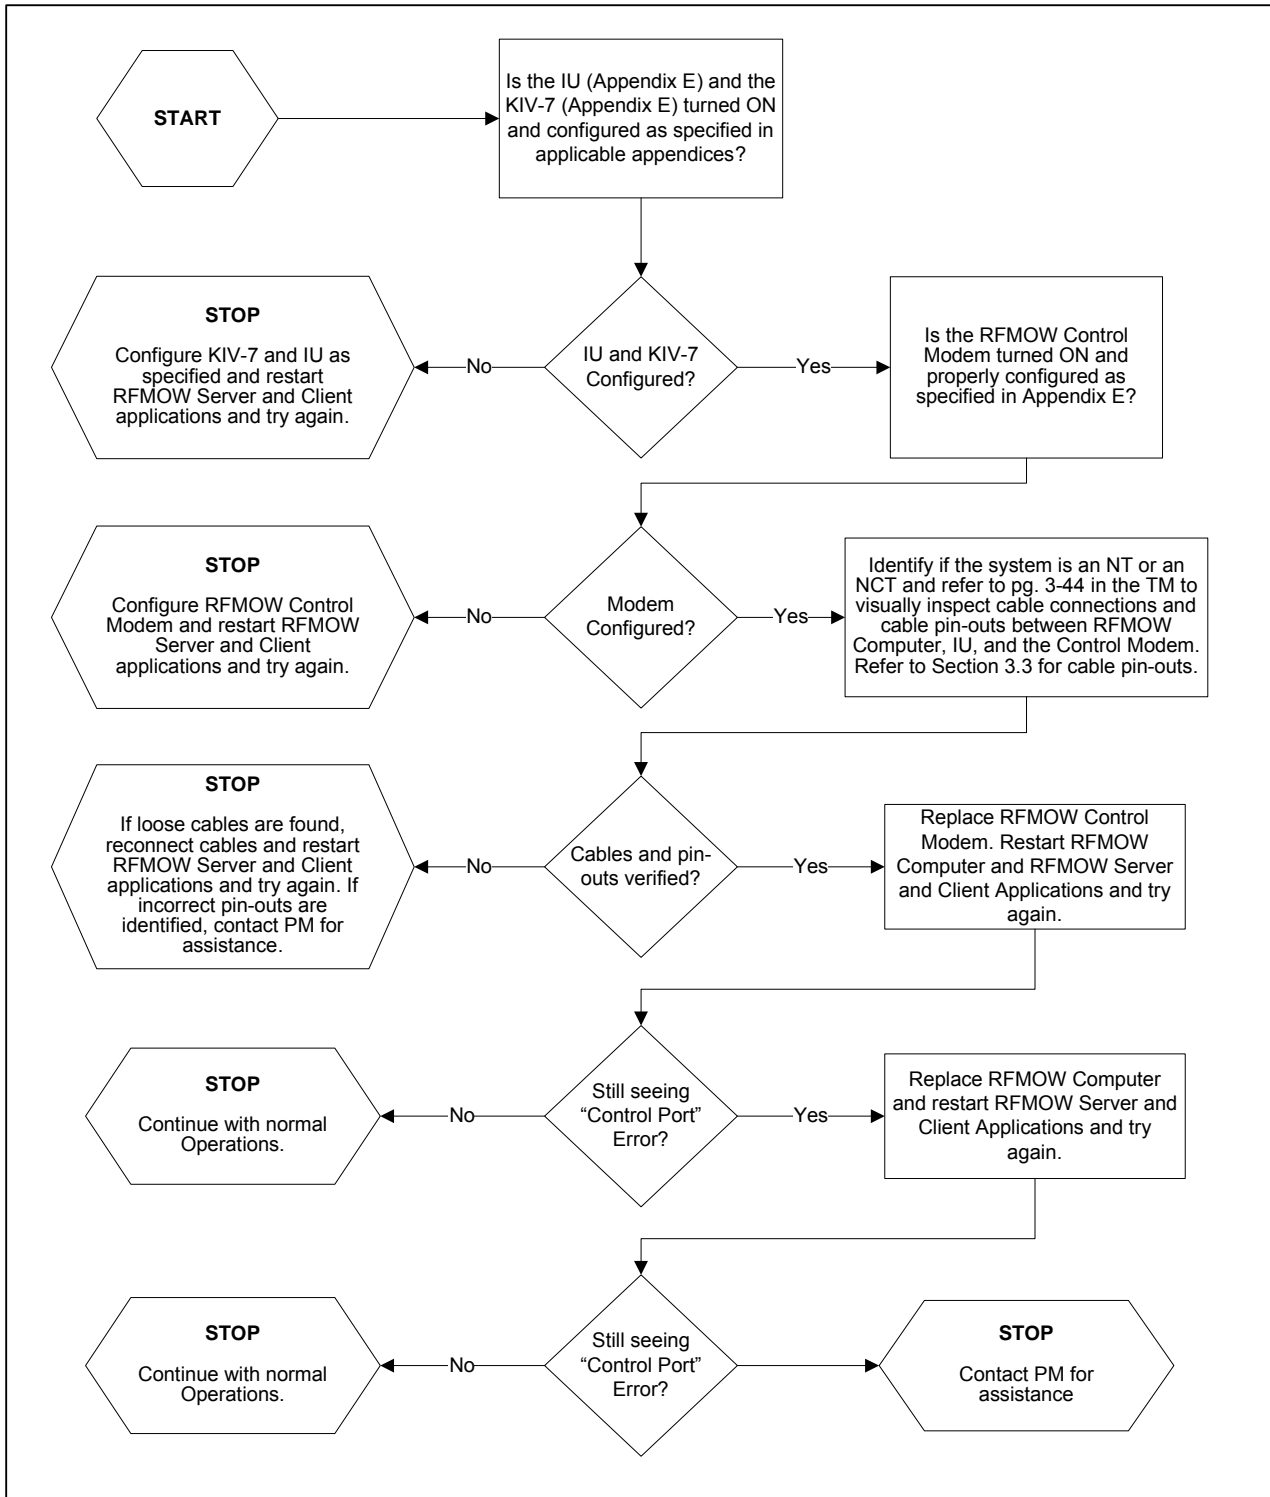 START
Is the IU (Appendix E) and the
KIV-7 (Appendix E) turned ON
and configured as specified in
applicable appendices?
STOP
Configure KIV-7 and IU as
specified and restart
RFMOW Server and Client
applications and try again.
No
IU and KIV-7
Configured?
Yes
Is the RFMOW Control
Modem turned ON and
properly configured as
specified in Appendix E?
STOP
Configure RFMOW Control
Modem and restart RFMOW
Server and Client
applications and try again.
No
Modem
Configured?
Yes
Identify if the system is an NT or an
NCT and refer to pg. 3-44 in the TM to
visually inspect cable connections and
cable pin-outs between RFMOW
Computer, IU, and the Control Modem.
Refer to Section 3.3 for cable pin-outs.
STOP
If loose cables are found,
reconnect cables and restart
RFMOW Server and Client
applications and try again. If
incorrect pin-outs are
identified, contact PM for
assistance.
No
Cables and pin-
outs verified?
Yes
Replace RFMOW Control
Modem. Restart RFMOW
Computer and RFMOW Server
and Client Applications and try
again.
STOP
Continue with normal
Operations.
No
Still seeing
“Control Port”
Error?
Yes
Replace RFMOW Computer
and restart RFMOW Server and
Client Applications and try
again.
STOP
Continue with normal
Operations.
No
Still seeing
“Control Port”
Error?
STOP
Contact PM for
assistance